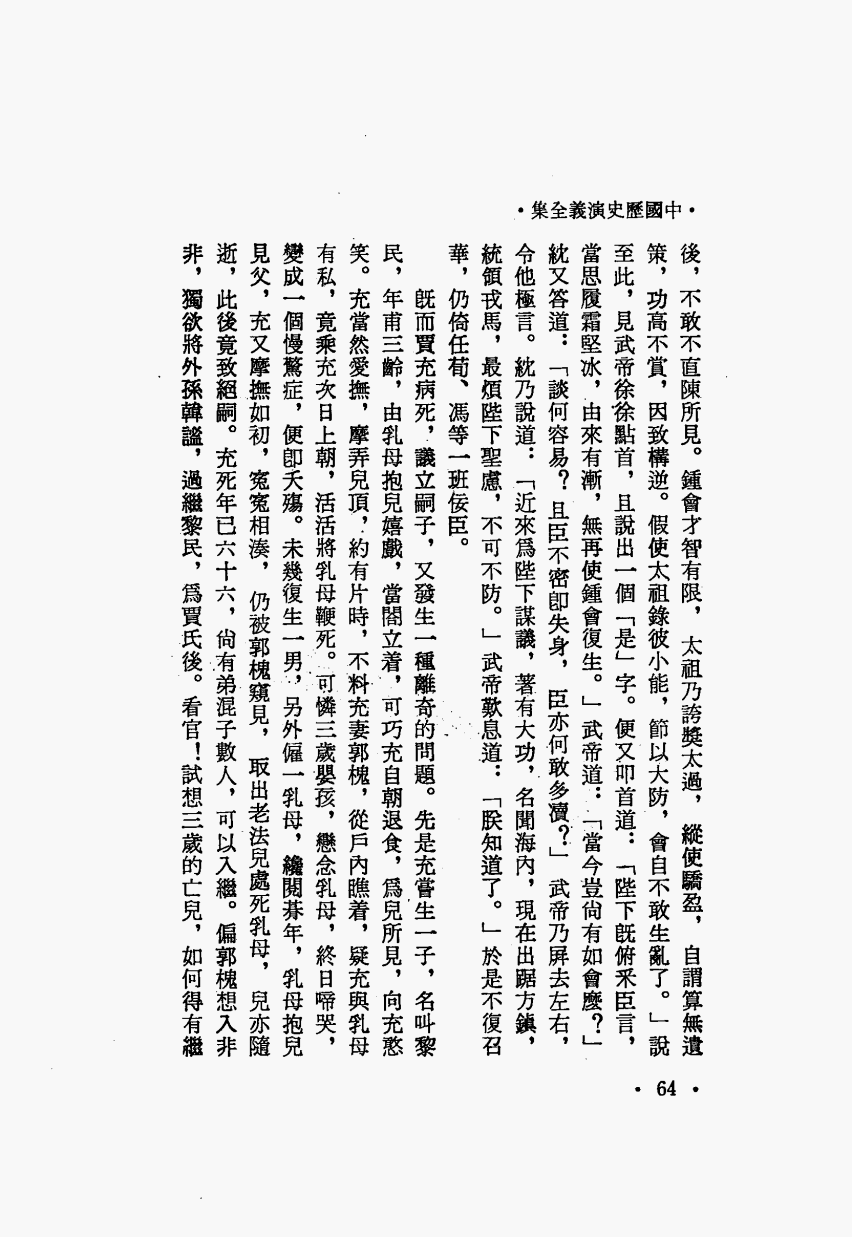 ·中國歷史演義全集·
後，不敢不直陳所見。鍾會才智有限，太祖乃誇獎太過，縱使驕盈，自謂算無遺
策，功高不賞，因致構逆。假使太祖錄彼小能，節以大防，會自不敢生亂了。」說
至此，見武帝徐徐點首，且說出一個「是」字。便又叩首道：「陛下旣俯釆臣言，
當思履霜堅冰，由來有漸，無再使鍾會復生。」武帝道：「當今豈尙有如會麽？」
紞又答道：「談何容易？且臣不密卽失身，臣亦何敢多瀆？」武帝乃屛去左右，
令他極言。紞乃說道：「近來爲陛下謀議，著有大功，名聞海內，現在出踞方鎭，
統領戎馬，最煩陛下聖慮，不可不防。」武帝歎息道：「朕知道了。」於是不復召
華，仍倚任荀、馮等一班佞臣。
旣而賈充病死，議立嗣子，又發生一種離奇的問題。先是充嘗生一子，名叫黎
民，年甫三齡，由乳母抱兒嬉戲，當閤立着，可巧充自朝退食，爲兒所見，向充憨
笑。充當然愛撫，摩弄兒頂，約有片時，不料充妻郭槐，從戶內瞧着，疑充與乳母
有私，竟乘充次日上朝，活活將乳母鞭死。可憐三歲嬰孩，戀念乳母，終日啼哭，
變成一個慢驚症，便卽夭殤。未幾復生一男，另外僱一乳母，纔閱朞年，乳母抱兒
見父，充又摩撫如初，寃寃相湊，仍被郭槐窺見，取出老法兒處死乳母，兒亦隨
逝，此後竟致絕嗣。充死年已六十六，尙有弟混子數人，可以入繼。偏郭槐想入非
非，獨欲將外孫韓謐，過繼黎民，爲賈氏後。看官！試想三歲的亡兒，如何得有繼
· 64 ·